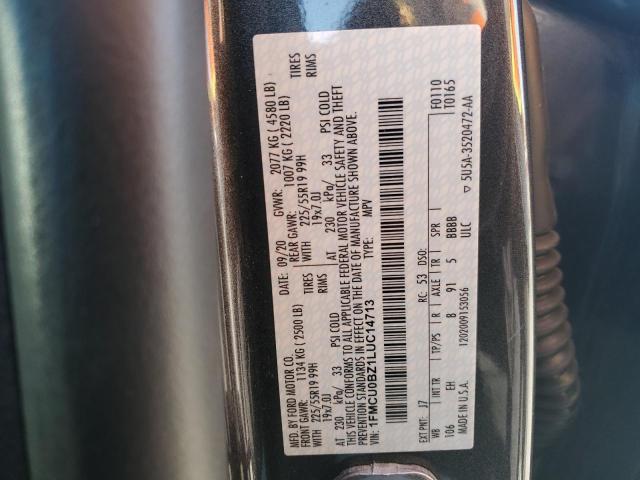 MFD. BY FORD MOTOR CO.
DATE: 09/20 GVWR: 2077 KG ( 4580 LB)
FRONT GAWR: 1134 KG ( 2500 LB) REAR GAWR: 1007 KG ( 2220 LB)
WITH 225/55R19 99H TIRES WITH 225/55R19 99H TIRES
19x7.0J RIMS 19x7.0J RIMS
AT 230 kPa/ 33 PSI COLD AT 230 kPa/ 33 PSI COLD
THIS VEHICLE CONFORMS TO ALL APPLICABLE FEDERAL MOTOR VEHICLE SAFETY AND THEFT
PREVENTION STANDARDS IN EFFECT ON THE DATE OF MANUFACTURE SHOWN ABOVE.
VIN: 1FMCU0BZ1LUC14713 TYPE: MPV
F0110
T0165
EXT PNT: J7 RC: 53 DSO:
WB INT TR TP/PS R AXLE TR SPR
106 EH B 91 5 BBBB
MADE IN U.S.A. 1202009153056 ULC ▽ 5U5A-3520472-AA